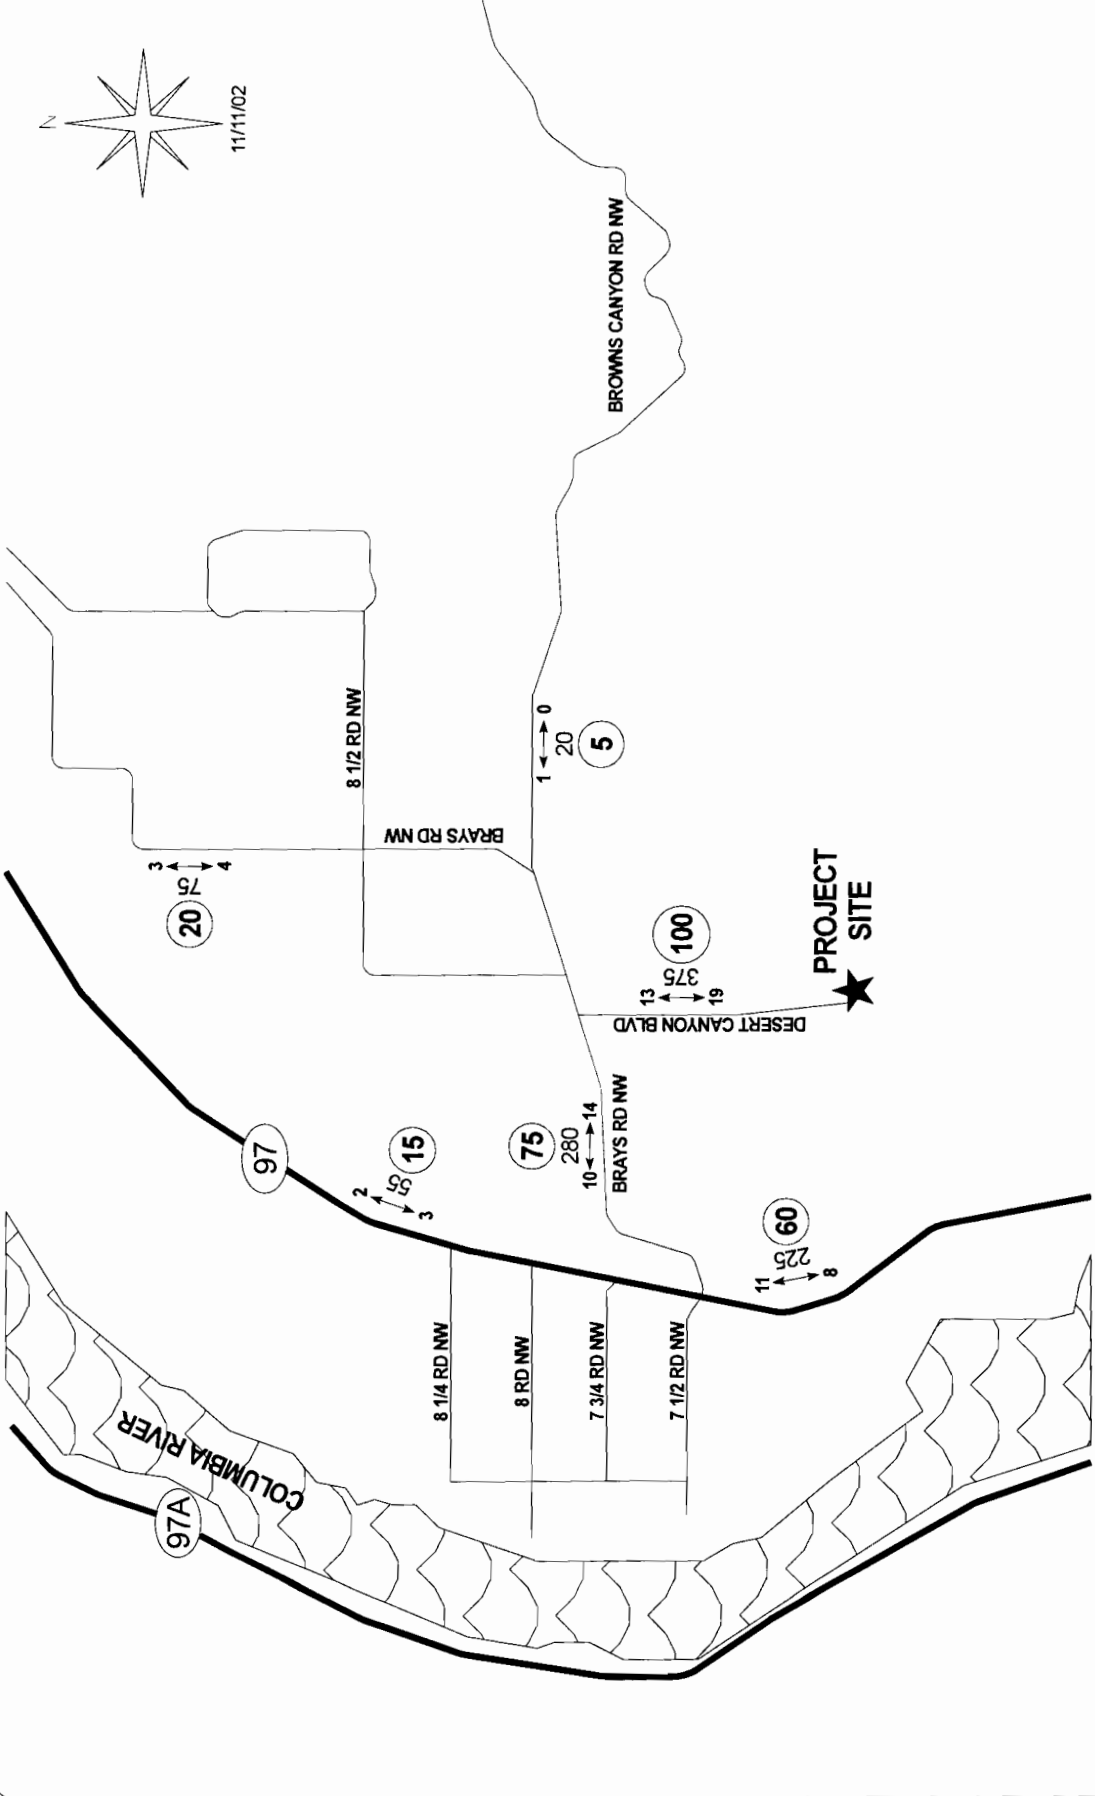 N
11/11/02
BROWNS CANYON RD NW
8 1/2 RD NW
BRAYS RD NW
1
0
20
5
3
4
75
20
13
19
375
100
DESERT CANYON BLVD
PROJECT
SITE
97
2
3
55
15
75
280
10
14
BRAYS RD NW
60
225
11
8
8 1/4 RD NW
8 RD NW
7 3/4 RD NW
7 1/2 RD NW
COLUMBIA RIVER
97A